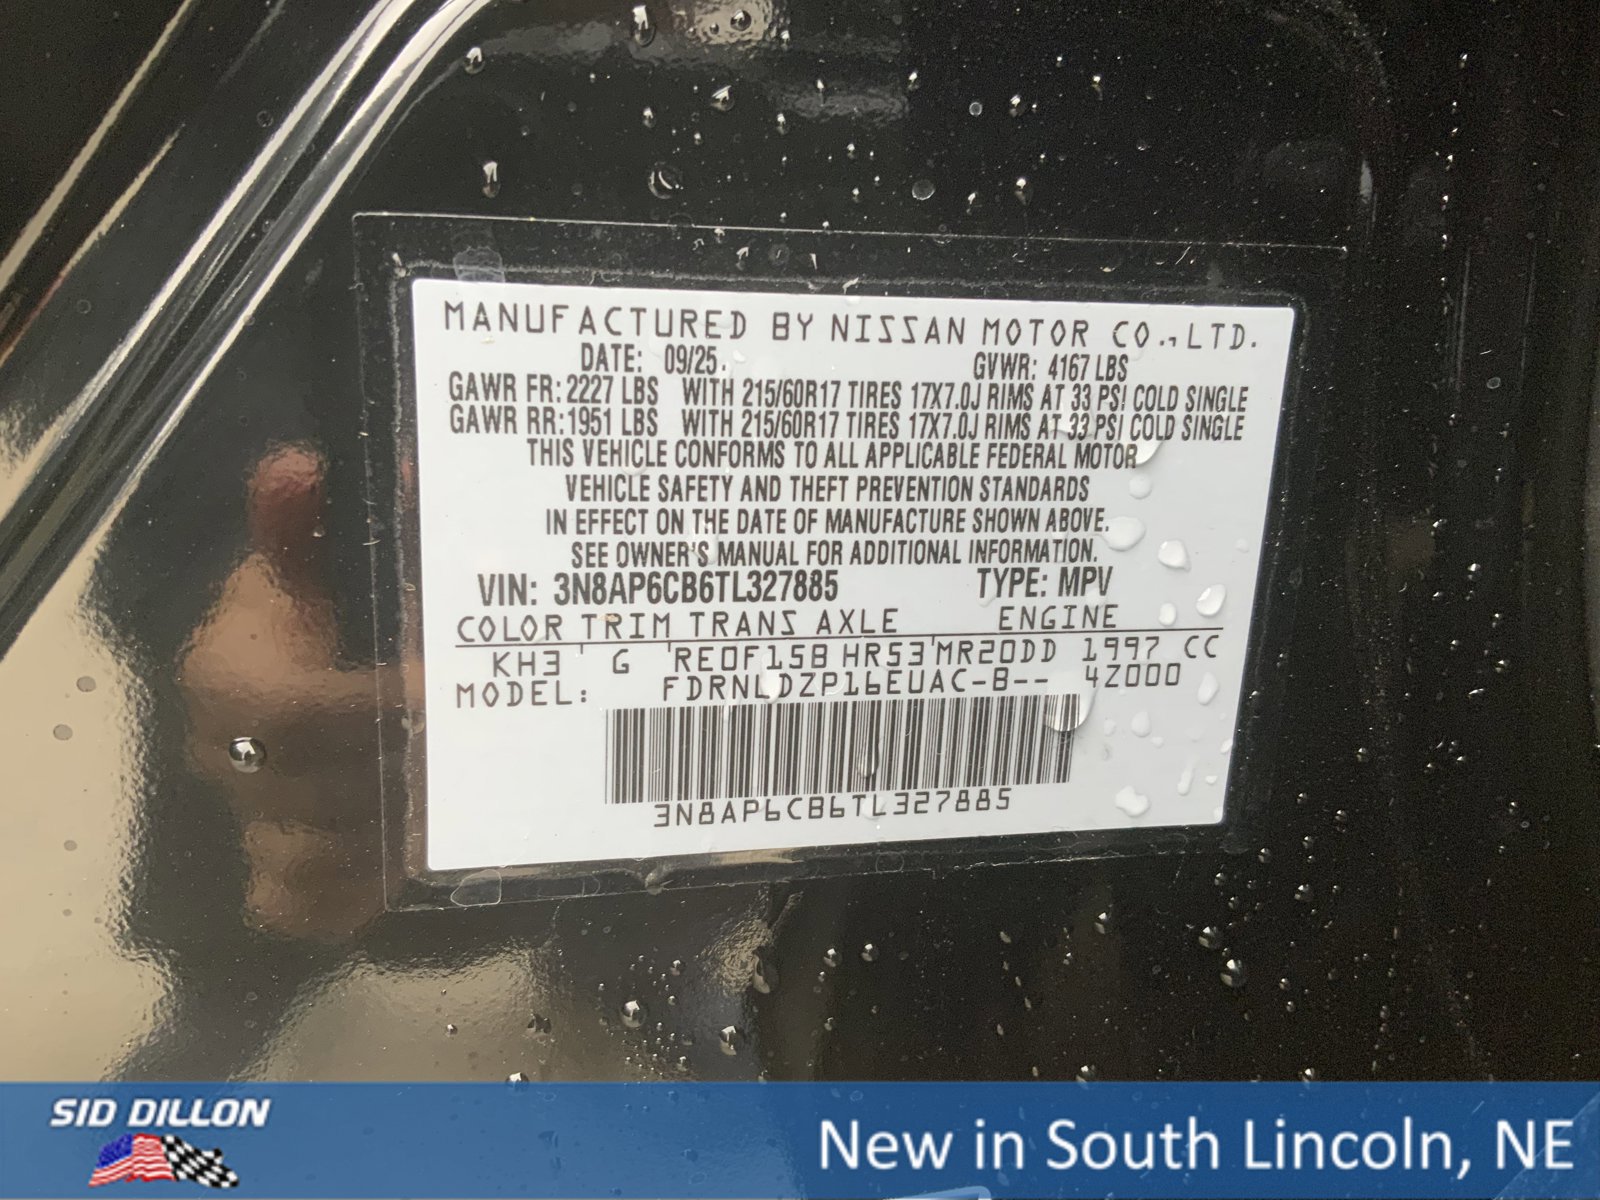 MANUFACTURED BY NISSAN MOTOR CO., LTD.
DATE: 09/25. GVWR: 4167 LBS
GAWR FR: 2227 LBS WITH 215/60R17 TIRES 17X7.0J RIMS AT 33 PSI COLD SINGLE
GAWR RR: 1951 LBS WITH 215/60R17 TIRES 17X7.0J RIMS AT 33 PSI COLD SINGLE
THIS VEHICLE CONFORMS TO ALL APPLICABLE FEDERAL MOTOR
VEHICLE SAFETY AND THEFT PREVENTION STANDARDS
IN EFFECT ON THE DATE OF MANUFACTURE SHOWN ABOVE.
SEE OWNER'S MANUAL FOR ADDITIONAL INFORMATION.
VIN: 3N8AP6CB6TL327885 TYPE: MPV
COLOR TRIM TRANS AXLE ENGINE
KH3 ' G 'RE0F15B HR53'MR20DD 1997 CC
MODEL: FDRNLDZP16EUAC-B-- 4Z000
3N8AP6CB6TL327885
SID DILLON
New in South Lincoln, NE